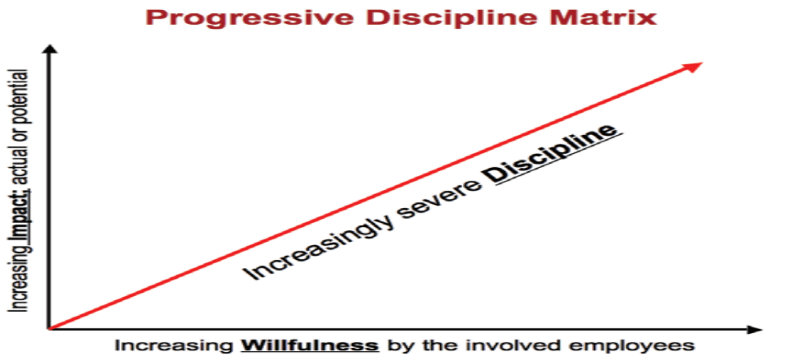 Progressive Discipline Matrix
Increasing Impact; actual or potential
Increasingly severe Discipline
Increasing Willfulness by the involved employees